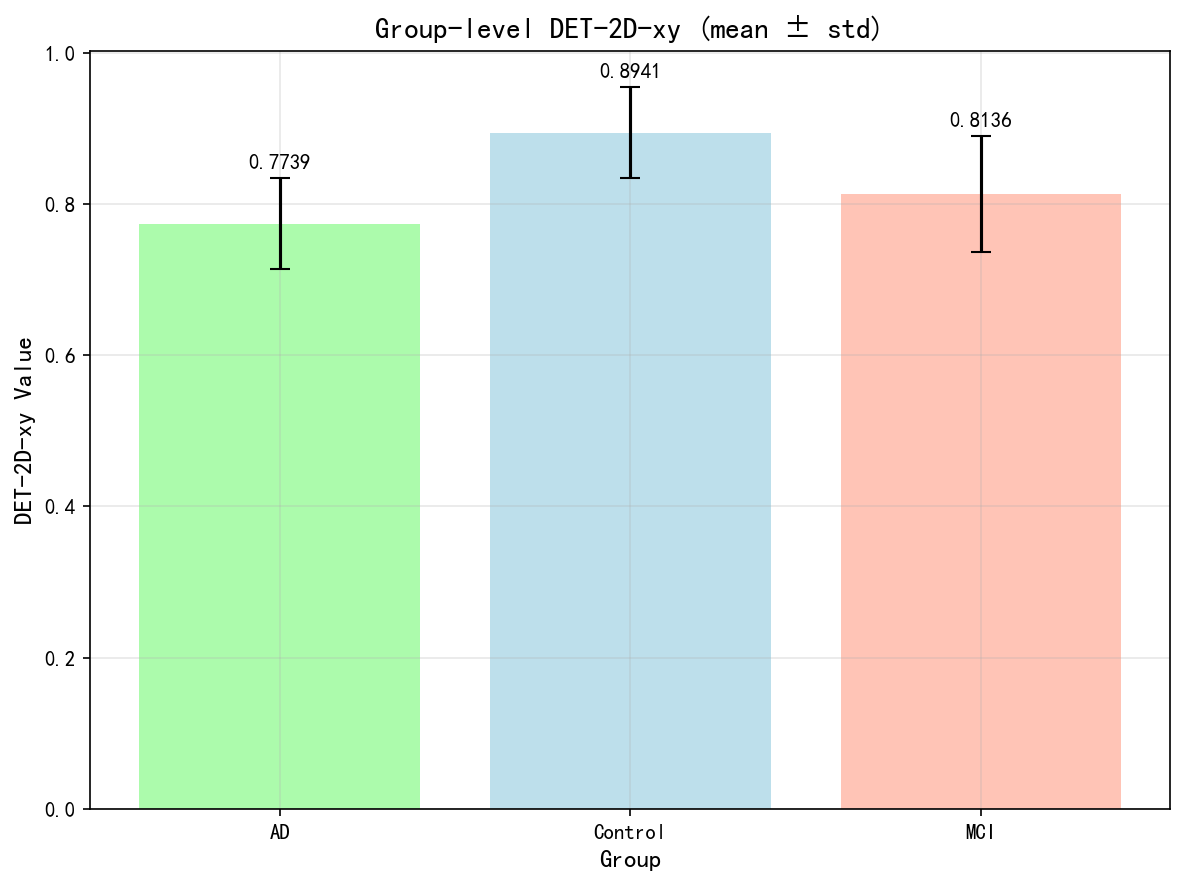 Group-level DET-2D-xy (mean ± std)
1.0
0.8
0.6
0.4
0.2
0.0
DET-2D-xy Value
0.7739
0.8941
0.8136
AD
Control
MCI
Group